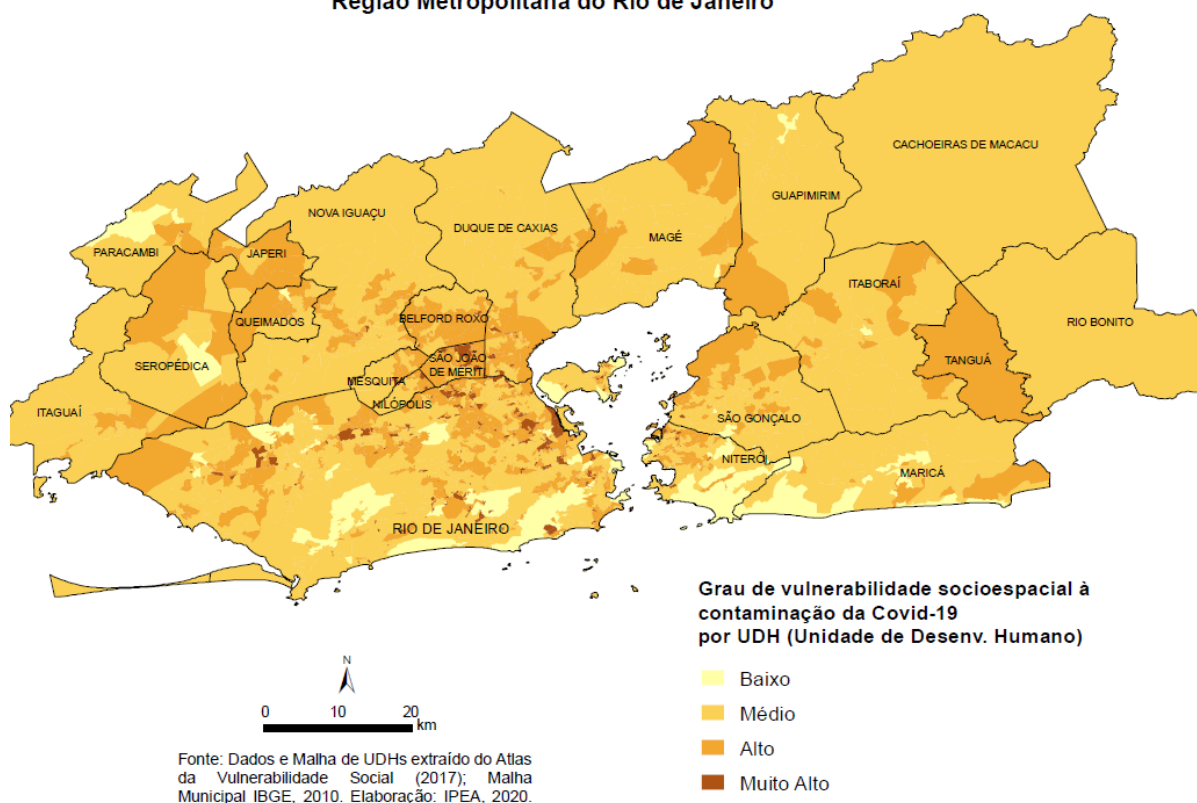 Região Metropolitana do Rio de Janeiro
CACHOEIRAS DE MACACU
GUAPIMIRIM
NOVA IGUAÇU
DUQUE DE CAXIAS
MAGÉ
PARACAMBI
JAPERI
ITABORAÍ
QUEIMADOS
BELFORD ROXO
RIO BONITO
SÃO JOÃO
DE MERITI
TANGUÁ
SEROPÉDICA
MESQUITA
NILÓPOLIS
ITAGUAÍ
SÃO GONÇALO
NITERÓI
MARICÁ
RIO DE JANEIRO
Grau de vulnerabilidade socioespacial à
contaminação da Covid-19
por UDH (Unidade de Desenv. Humano)
Baixo
Médio
Alto
Muito Alto
N
0 10 20
km
Fonte: Dados e Malha de UDHs extraído do Atlas
da Vulnerabilidade Social (2017); Malha
Municipal IBGE, 2010. Elaboração: IPEA, 2020.